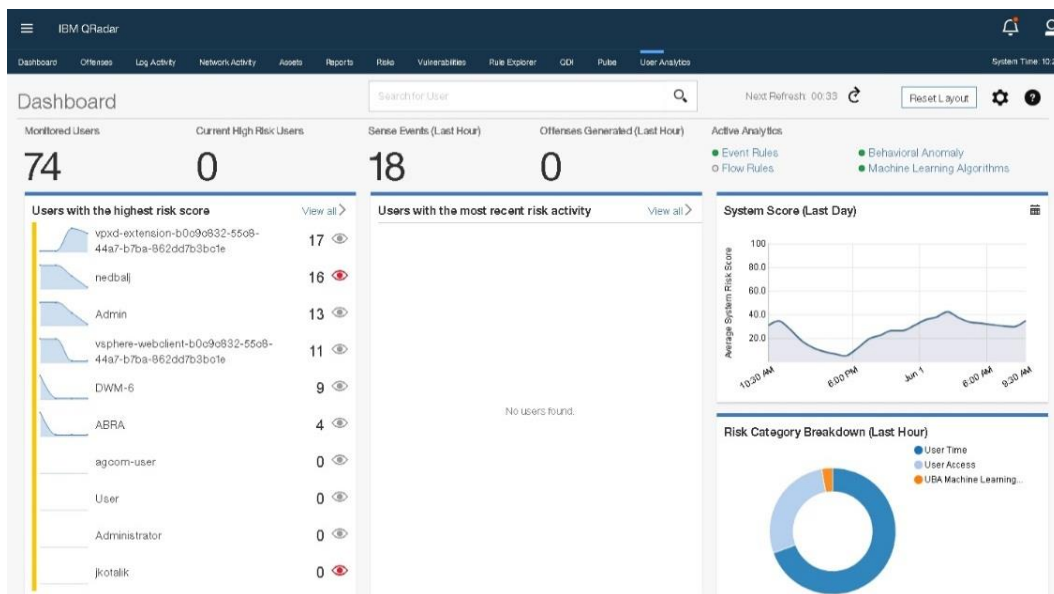 IBM QRadar
Dashboard Offenses Log Activity Network Activity Assets Reports Risks Vulnerabilities Rule Explorer QDI Pulse User Analytics
System Time: 10:2
Dashboard
Search for User
Next Refresh: 00:33
Reset Layout
Monitored Users
74
Current High Risk Users
0
Sense Events (Last Hour)
18
Offenses Generated (Last Hour)
0
Active Analytics
Event Rules
Flow Rules
Behavioral Anomaly
Machine Learning Algorithms
Users with the highest risk score
View all
vpxd-extension-b0c9c832-55c8-
44a7-b7ba-862dd7b3bc1e
17
nedbalj
16
Admin
13
vsphere-webclient-b0c9c832-55c8-
44a7-b7ba-862dd7b3bc1e
11
DWM-6
9
ABRA
4
agcom-user
0
User
0
Administrator
0
jkotalik
0
Users with the most recent risk activity
View all
No users found.
System Score (Last Day)
Average System Risk Score
100
80.0
60.0
40.0
20.0
10:30 AM
6:00 PM
Jun 1
6:00 AM
9:30 AM
Risk Category Breakdown (Last Hour)
User Time
User Access
UBA Machine Learning...